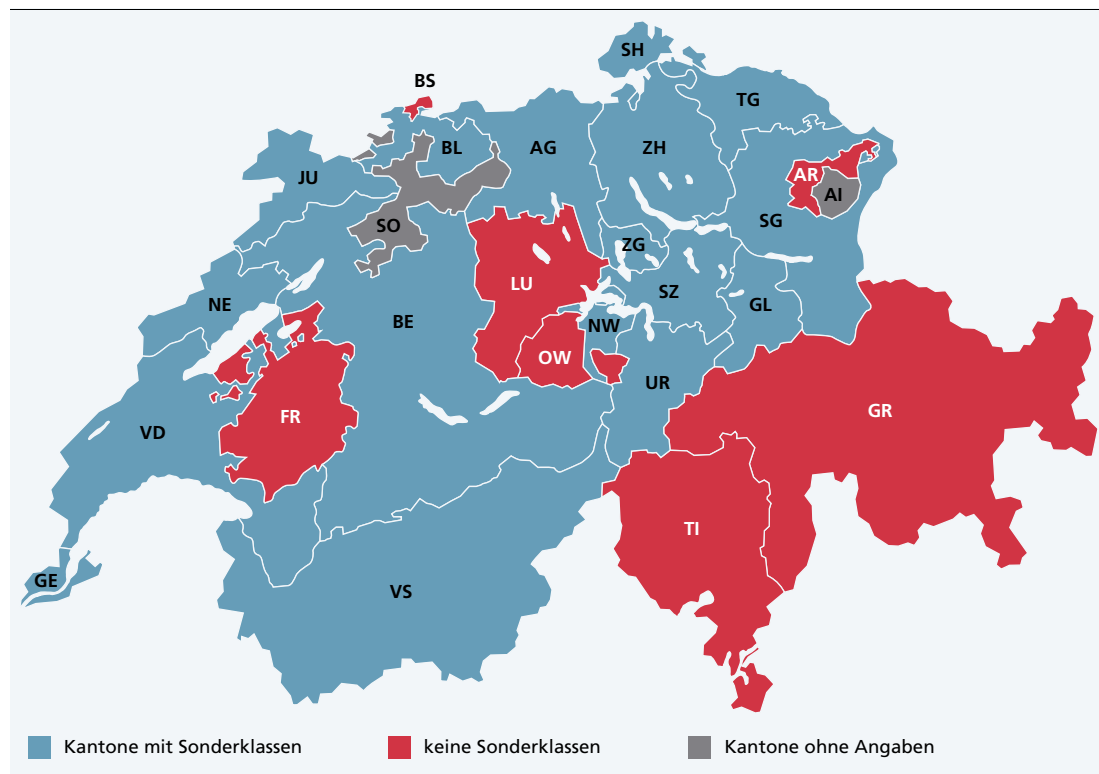 SH
BS
TG
BL
AG
ZH
JU
AR
AI
SG
SO
ZG
LU
SZ
NE
GL
BE
NW
OW
UR
GR
FR
VD
TI
GE
VS
Kantone mit Sonderklassen
keine Sonderklassen
Kantone ohne Angaben